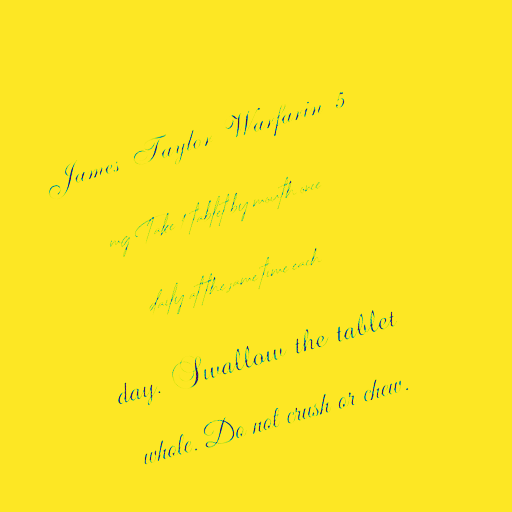 James Taylor Warfarin 5
mg Take 1 tablet by mouth once
daily at the same time each
day. Swallow the tablet
whole. Do not crush or chew.